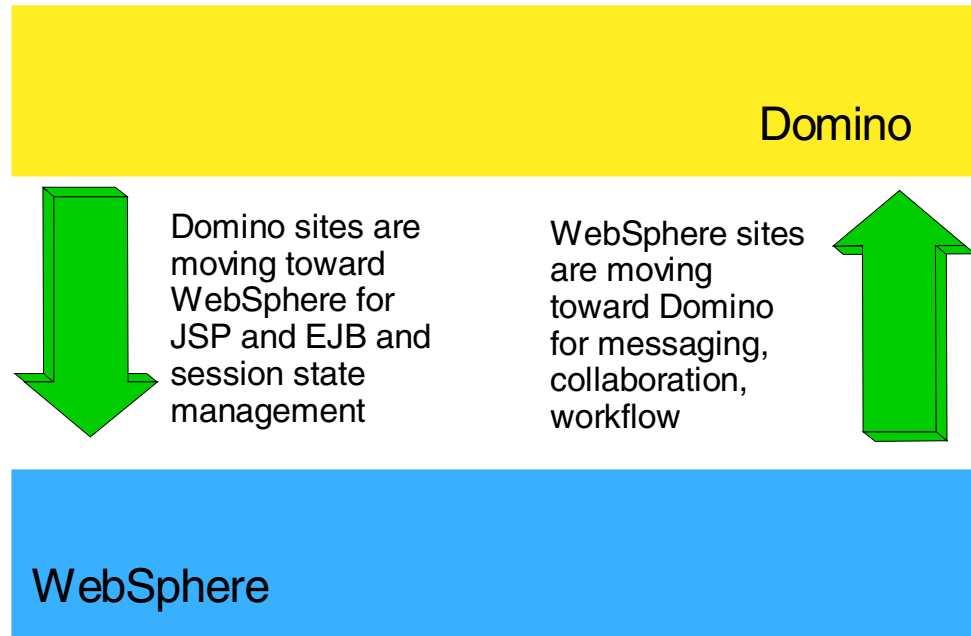 Domino
Domino sites are
moving toward
WebSphere for
JSP and EJB and
session state
management
WebSphere sites
are moving
toward Domino
for messaging,
collaboration,
workflow
WebSphere